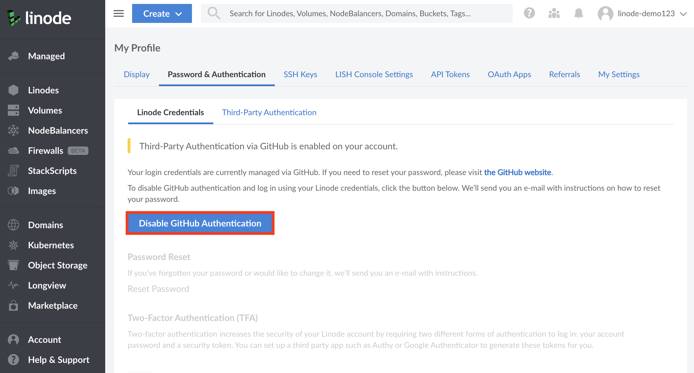 linode
Create
Search for Linodes, Volumes, NodeBalancers, Domains, Buckets, Tags...
linode-demo123
Managed
Linodes
Volumes
NodeBalancers
Firewalls BETA
StackScripts
Images
Domains
Kubernetes
Object Storage
Longview
Marketplace
Account
Help & Support
My Profile
Display
Password & Authentication
SSH Keys
LISH Console Settings
API Tokens
OAuth Apps
Referrals
My Settings
Linode Credentials
Third-Party Authentication
Third-Party Authentication via GitHub is enabled on your account.
Your login credentials are currently managed via GitHub. If you need to reset your password, please visit the GitHub website.
To disable GitHub authentication and log in using your Linode credentials, click the button below. We'll send you an e-mail with instructions on how to reset
your password.
Disable GitHub Authentication
Password Reset
If you've forgotten your password or would like to change it, we'll send you an e-mail with instructions.
Reset Password
Two-Factor Authentication (TFA)
Two-factor authentication increases the security of your Linode account by requiring two different forms of authentication to log in: your account
password and a security token. You can set up a third party app such as Authy or Google Authenticator to generate these tokens for you.